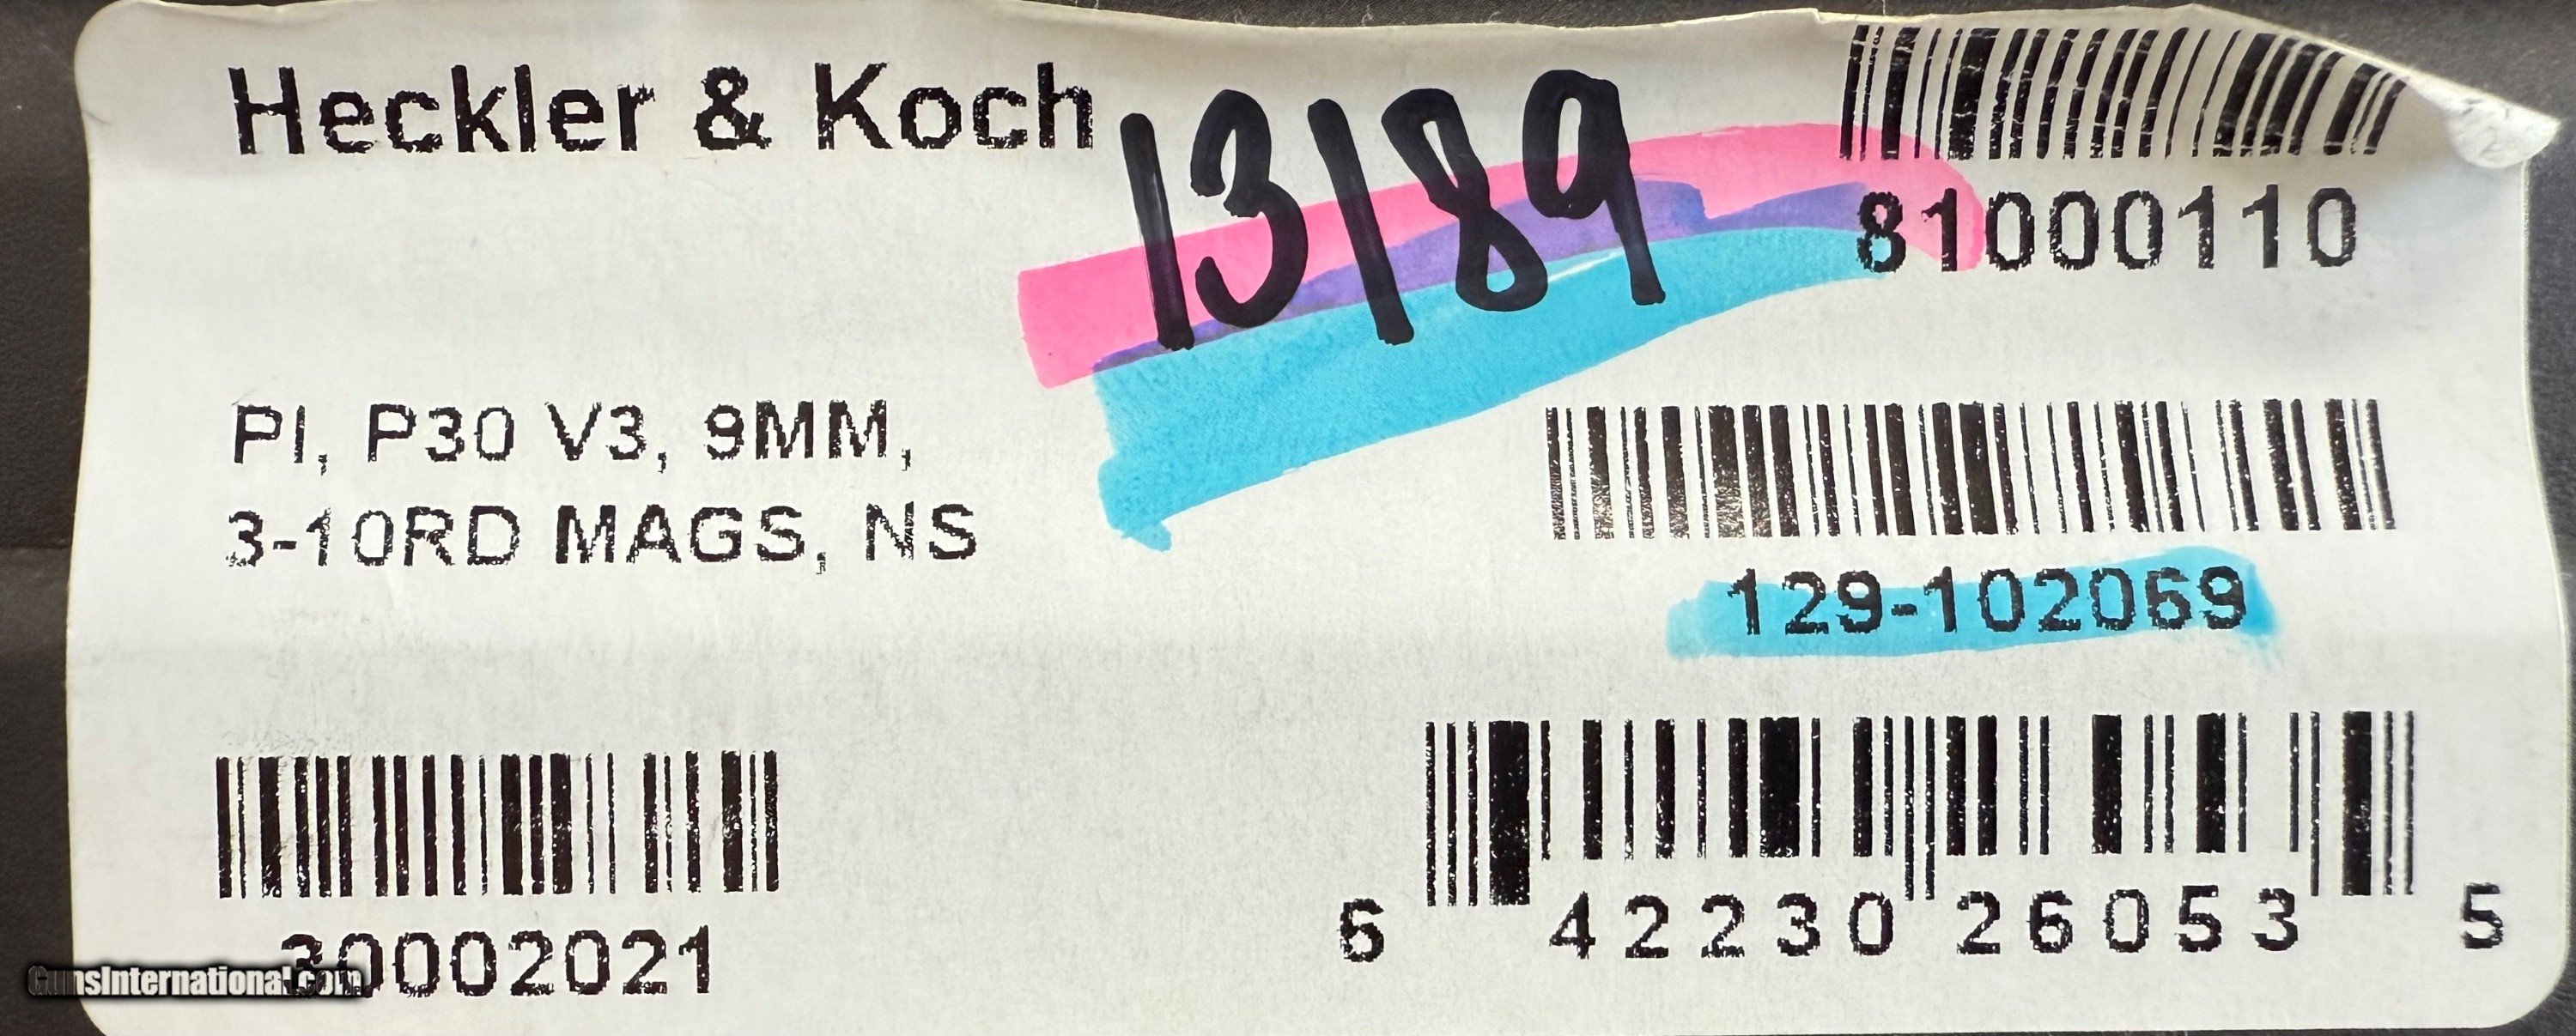 Heckler & Koch
13189
81000110
PI, P30 V3, 9MM,
3-10RD MAGS, NS
129-102069
30002021
6 42230 26053 5
GunsInternational.com